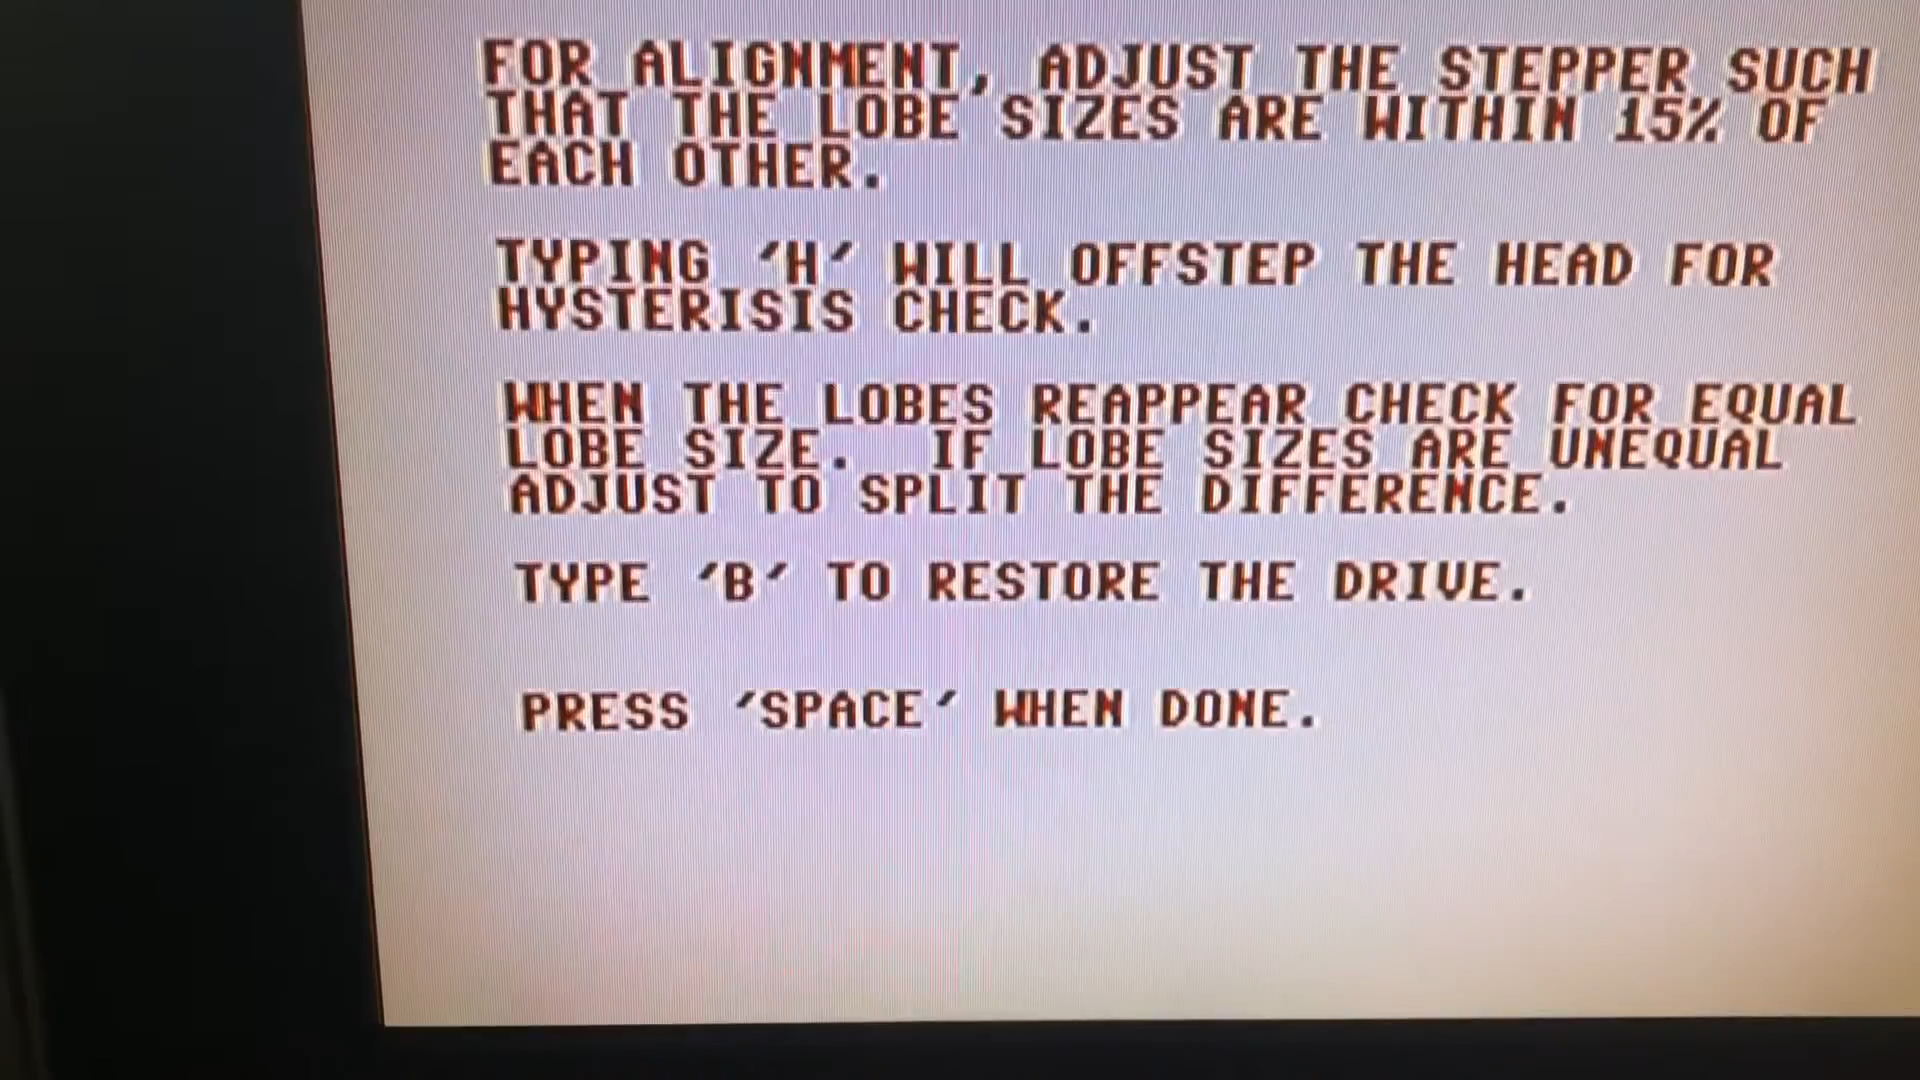 FOR ALIGNMENT, ADJUST THE STEPPER SUCH
THAT THE LOBE SIZES ARE WITHIN 15% OF
EACH OTHER.
TYPING 'H' WILL OFFSTEP THE HEAD FOR
HYSTERISIS CHECK.
WHEN THE LOBES REAPPEAR CHECK FOR EQUAL
LOBE SIZE.  IF LOBE SIZES ARE UNEQUAL
ADJUST TO SPLIT THE DIFFERENCE.
TYPE 'B' TO RESTORE THE DRIVE.
PRESS 'SPACE' WHEN DONE.